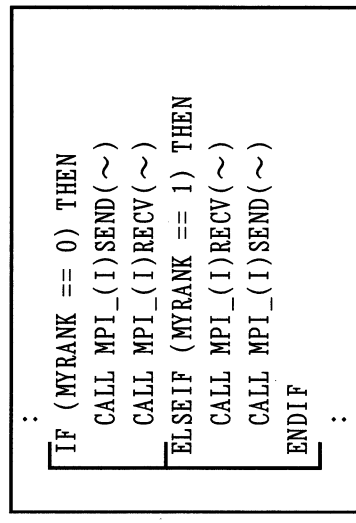 :
IF (MYRANK == 0) THEN
CALL MPI_(I)SEND(~)
CALL MPI_(I)RECV(~)
ELSEIF (MYRANK == 1) THEN
CALL MPI_(I)RECV(~)
CALL MPI_(I)SEND(~)
ENDIF
: